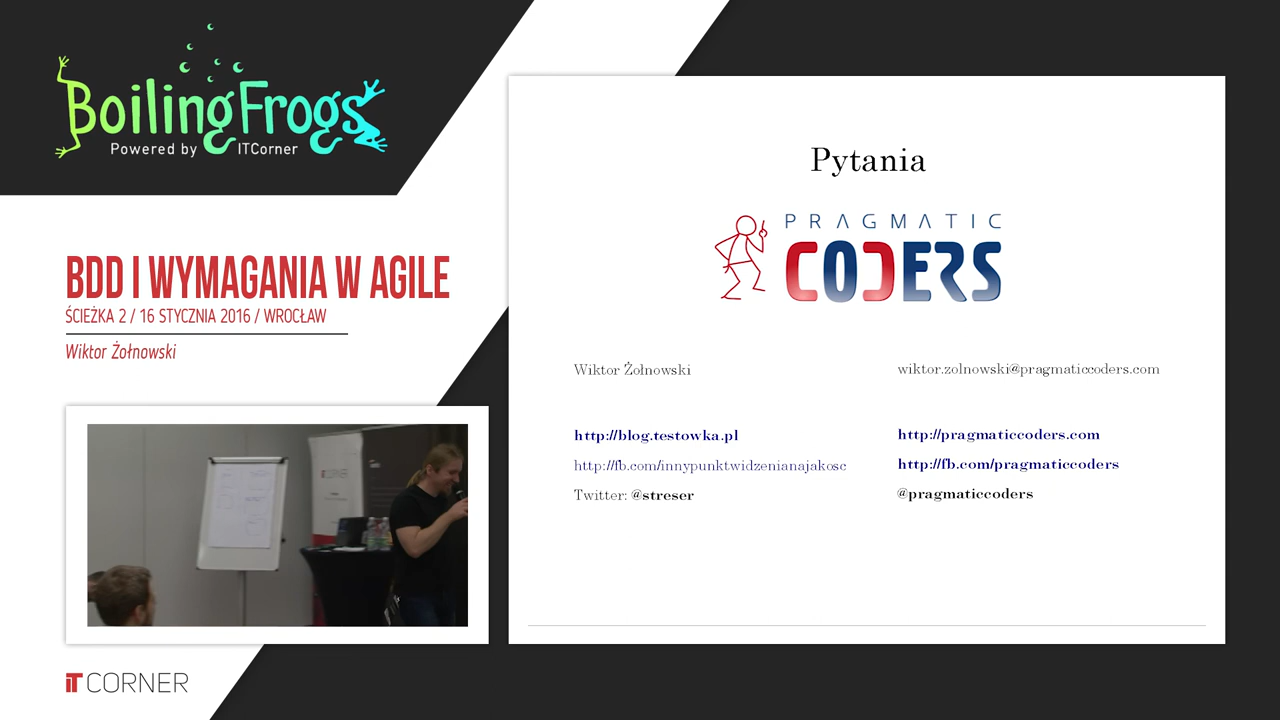 BoilingFrogs
Powered by ITCorner
BDD I WYMAGANIA W AGILE
ŚCIEŻKA 2 / 16 STYCZNIA 2016 / WROCŁAW
Wiktor Żołnowski
iT CORNER
Pytania
PRAGMATIC
CODERS
Wiktor Żołnowski
wiktor.zolnowski@pragmaticcoders.com
http://blog.testowka.pl
http://pragmaticcoders.com
http://fb.com/innypunktwidzenianajakosc
http://fb.com/pragmaticcoders
Twitter: @streser
@pragmaticcoders